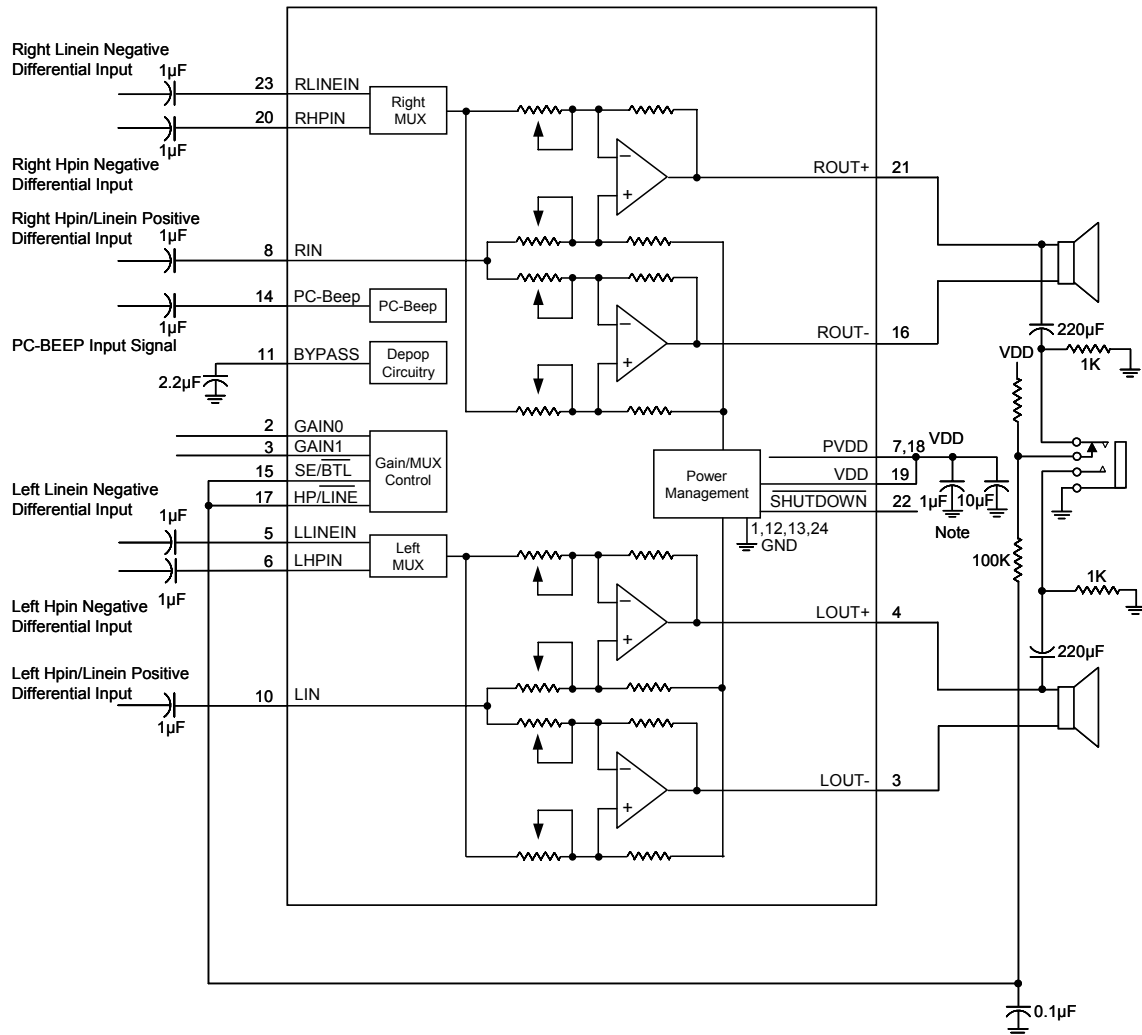 Right Linein Negative
Differential Input
1µF
23 RLINEIN
Right
MUX
20 RHPIN
1µF
Right Hpin Negative
Differential Input
ROUT+ 21
Right Hpin/Linein Positive
Differential Input
1µF
8 RIN
14 PC-Beep
PC-Beep
1µF
PC-BEEP Input Signal
11 BYPASS
Depop
Circuitry
2.2µF
ROUT- 16
220µF
VDD
1K
2 GAIN0
3 GAIN1
15 SE/BTL
17 HP/LINE
Gain/MUX
Control
Power
Management
PVDD 7,18 VDD
VDD 19
SHUTDOWN 22
1µF 10µF
Note
1,12,13,24
GND
100K
Left Linein Negative
Differential Input
1µF
5 LLINEIN
Left
MUX
6 LHPIN
1µF
Left Hpin Negative
Differential Input
1K
LOUT+ 4
220µF
Left Hpin/Linein Positive
Differential Input
10 LIN
1µF
LOUT- 3
0.1µF
− +
− +
− +
− +